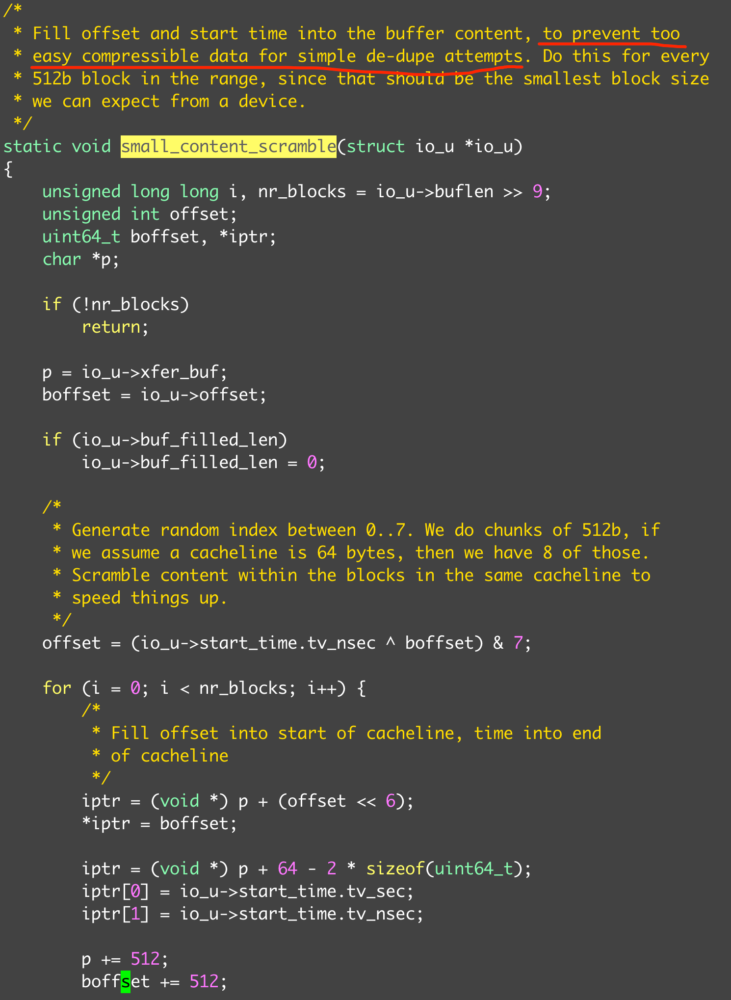 /*
 * Fill offset and start time into the buffer content, to prevent too
 * easy compressible data for simple de-dupe attempts. Do this for every
 * 512b block in the range, since that should be the smallest block size
 * we can expect from a device.
 */
static void small_content_scramble(struct io_u *io_u)
{
    unsigned long long i, nr_blocks = io_u->buflen >> 9;
    unsigned int offset;
    uint64_t boffset, *iptr;
    char *p;

    if (!nr_blocks)
        return;

    p = io_u->xfer_buf;
    boffset = io_u->offset;

    if (io_u->buf_filled_len)
        io_u->buf_filled_len = 0;

    /*
     * Generate random index between 0..7. We do chunks of 512b, if
     * we assume a cacheline is 64 bytes, then we have 8 of those.
     * Scramble content within the blocks in the same cacheline to
     * speed things up.
     */
    offset = (io_u->start_time.tv_nsec ^ boffset) & 7;

    for (i = 0; i < nr_blocks; i++) {
        /*
         * Fill offset into start of cacheline, time into end
         * of cacheline
         */
        iptr = (void *) p + (offset << 6);
        *iptr = boffset;

        iptr = (void *) p + 64 - 2 * sizeof(uint64_t);
        iptr[0] = io_u->start_time.tv_sec;
        iptr[1] = io_u->start_time.tv_nsec;

        p += 512;
        boffset += 512;